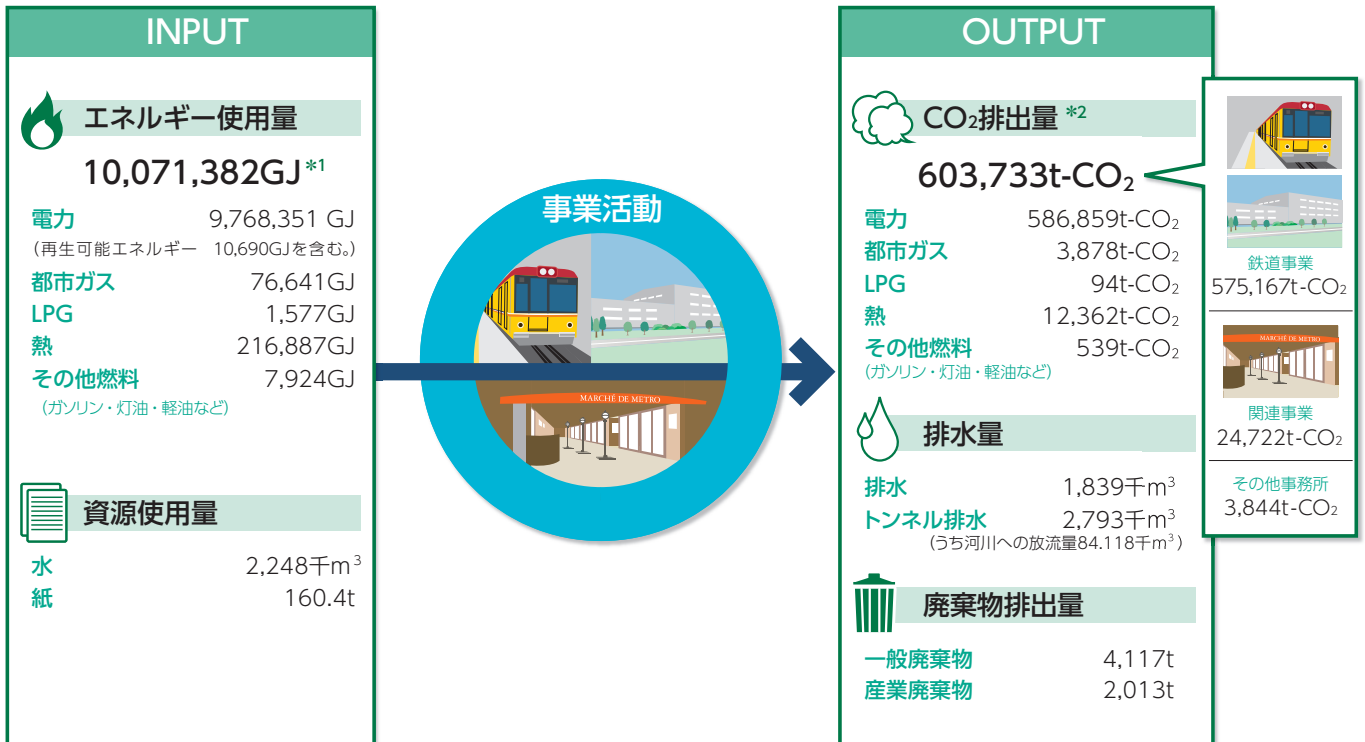 INPUT
エネルギー使用量
10,071,382GJ*1
電力 9,768,351 GJ
(再生可能エネルギー 10,690GJを含む。)
都市ガス 76,641GJ
LPG 1,577GJ
熱 216,887GJ
その他燃料 7,924GJ
(ガソリン・灯油・軽油など)
資源使用量
水 2,248千m³
紙 160.4t
事業活動
MARCHÉ DE METRO
OUTPUT
CO₂排出量 *2
603,733t-CO₂
電力 586,859t-CO₂
都市ガス 3,878t-CO₂
LPG 94t-CO₂
熱 12,362t-CO₂
その他燃料 539t-CO₂
(ガソリン・灯油・軽油など)
排水量
排水 1,839千m³
トンネル排水 2,793千m³
(うち河川への放流量84.118千m³)
廃棄物排出量
一般廃棄物 4,117t
産業廃棄物 2,013t
鉄道事業
575,167t-CO₂
MARCHÉ DE METRO
関連事業
24,722t-CO₂
その他事務所
3,844t-CO₂